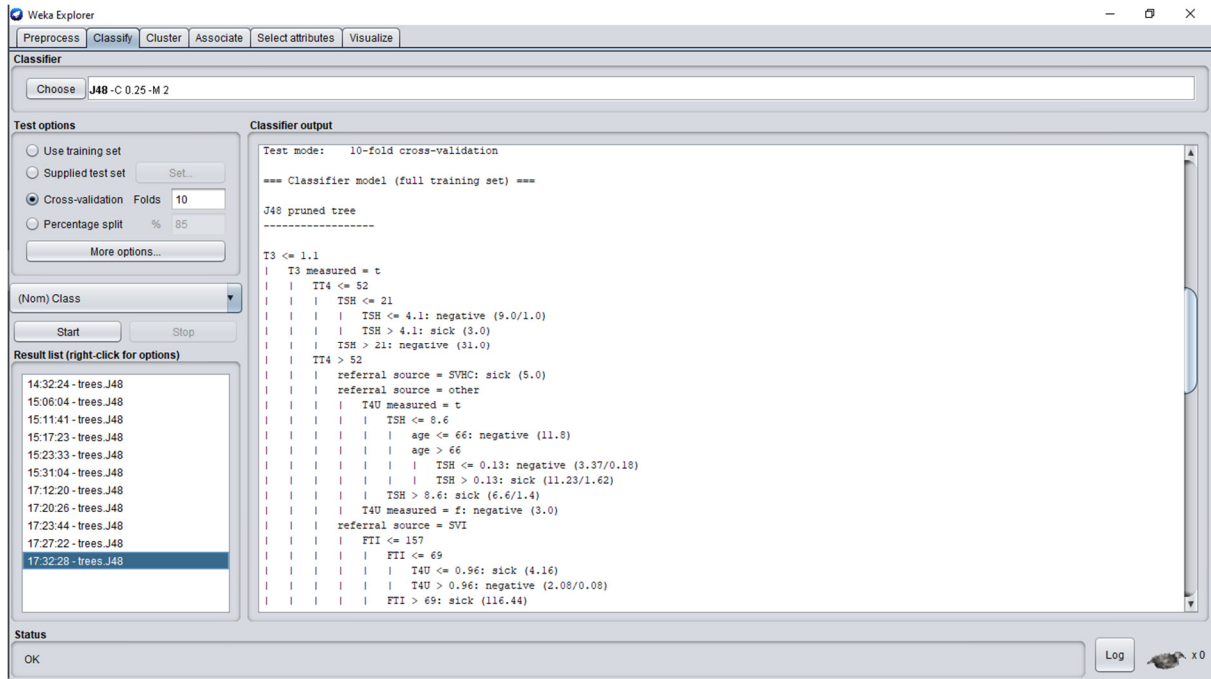 Weka Explorer
Preprocess Classify Cluster Associate Select attributes Visualize
Classifier
Choose J48 -C 0.25 -M 2
Test options
Use training set
Supplied test set Set...
Cross-validation Folds 10
Percentage split % 85
More options...
(Nom) Class
Start Stop
Result list (right-click for options)
14:32:24 - trees.J48
15:06:04 - trees.J48
15:11:41 - trees.J48
15:17:23 - trees.J48
15:23:33 - trees.J48
15:31:04 - trees.J48
17:12:20 - trees.J48
17:20:26 - trees.J48
17:23:44 - trees.J48
17:27:22 - trees.J48
17:32:28 - trees.J48
Classifier output
Test mode: 10-fold cross-validation
=== Classifier model (full training set) ===
J48 pruned tree
------------------
T3 <= 1.1
| T3 measured = t
| | TT4 <= 52
| | | TSH <= 21
| | | | TSH <= 4.1: negative (9.0/1.0)
| | | | TSH > 4.1: sick (3.0)
| | | TSH > 21: negative (31.0)
| | TT4 > 52
| | | referral source = SVHC: sick (5.0)
| | | referral source = other
| | | | T4U measured = t
| | | | | TSH <= 8.6
| | | | | | age <= 66: negative (11.8)
| | | | | | age > 66
| | | | | | | TSH <= 0.13: negative (3.37/0.18)
| | | | | | | TSH > 0.13: sick (11.23/1.62)
| | | | | TSH > 8.6: sick (6.6/1.4)
| | | | T4U measured = f: negative (3.0)
| | | referral source = SVI
| | | | FTI <= 157
| | | | | FTI <= 69
| | | | | | T4U <= 0.96: sick (4.16)
| | | | | | T4U > 0.96: negative (2.08/0.08)
| | | | | FTI > 69: sick (116.44)
Status
OK
Log x 0